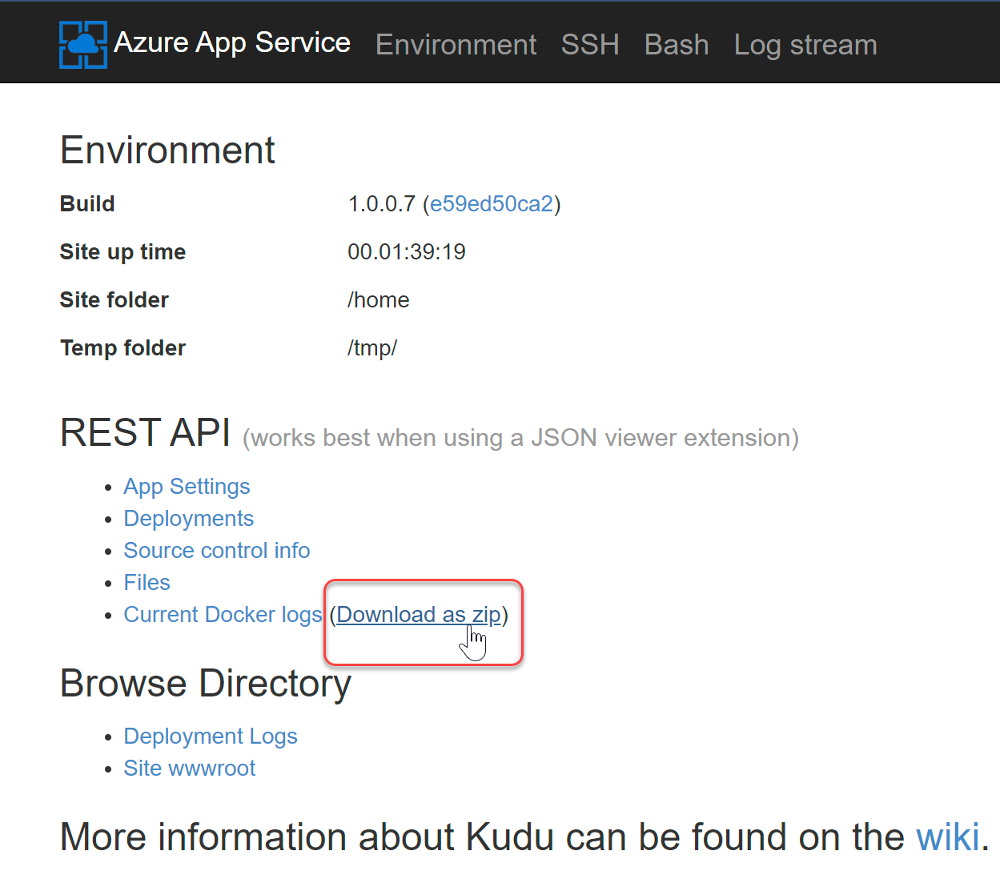 Azure App Service Environment SSH Bash Log stream
Environment
Build 1.0.0.7 (e59ed50ca2)
Site up time 00.01:39:19
Site folder /home
Temp folder /tmp/
REST API (works best when using a JSON viewer extension)
• App Settings
• Deployments
• Source control info
• Files
• Current Docker logs (Download as zip)
Browse Directory
• Deployment Logs
• Site wwwroot
More information about Kudu can be found on the wiki.